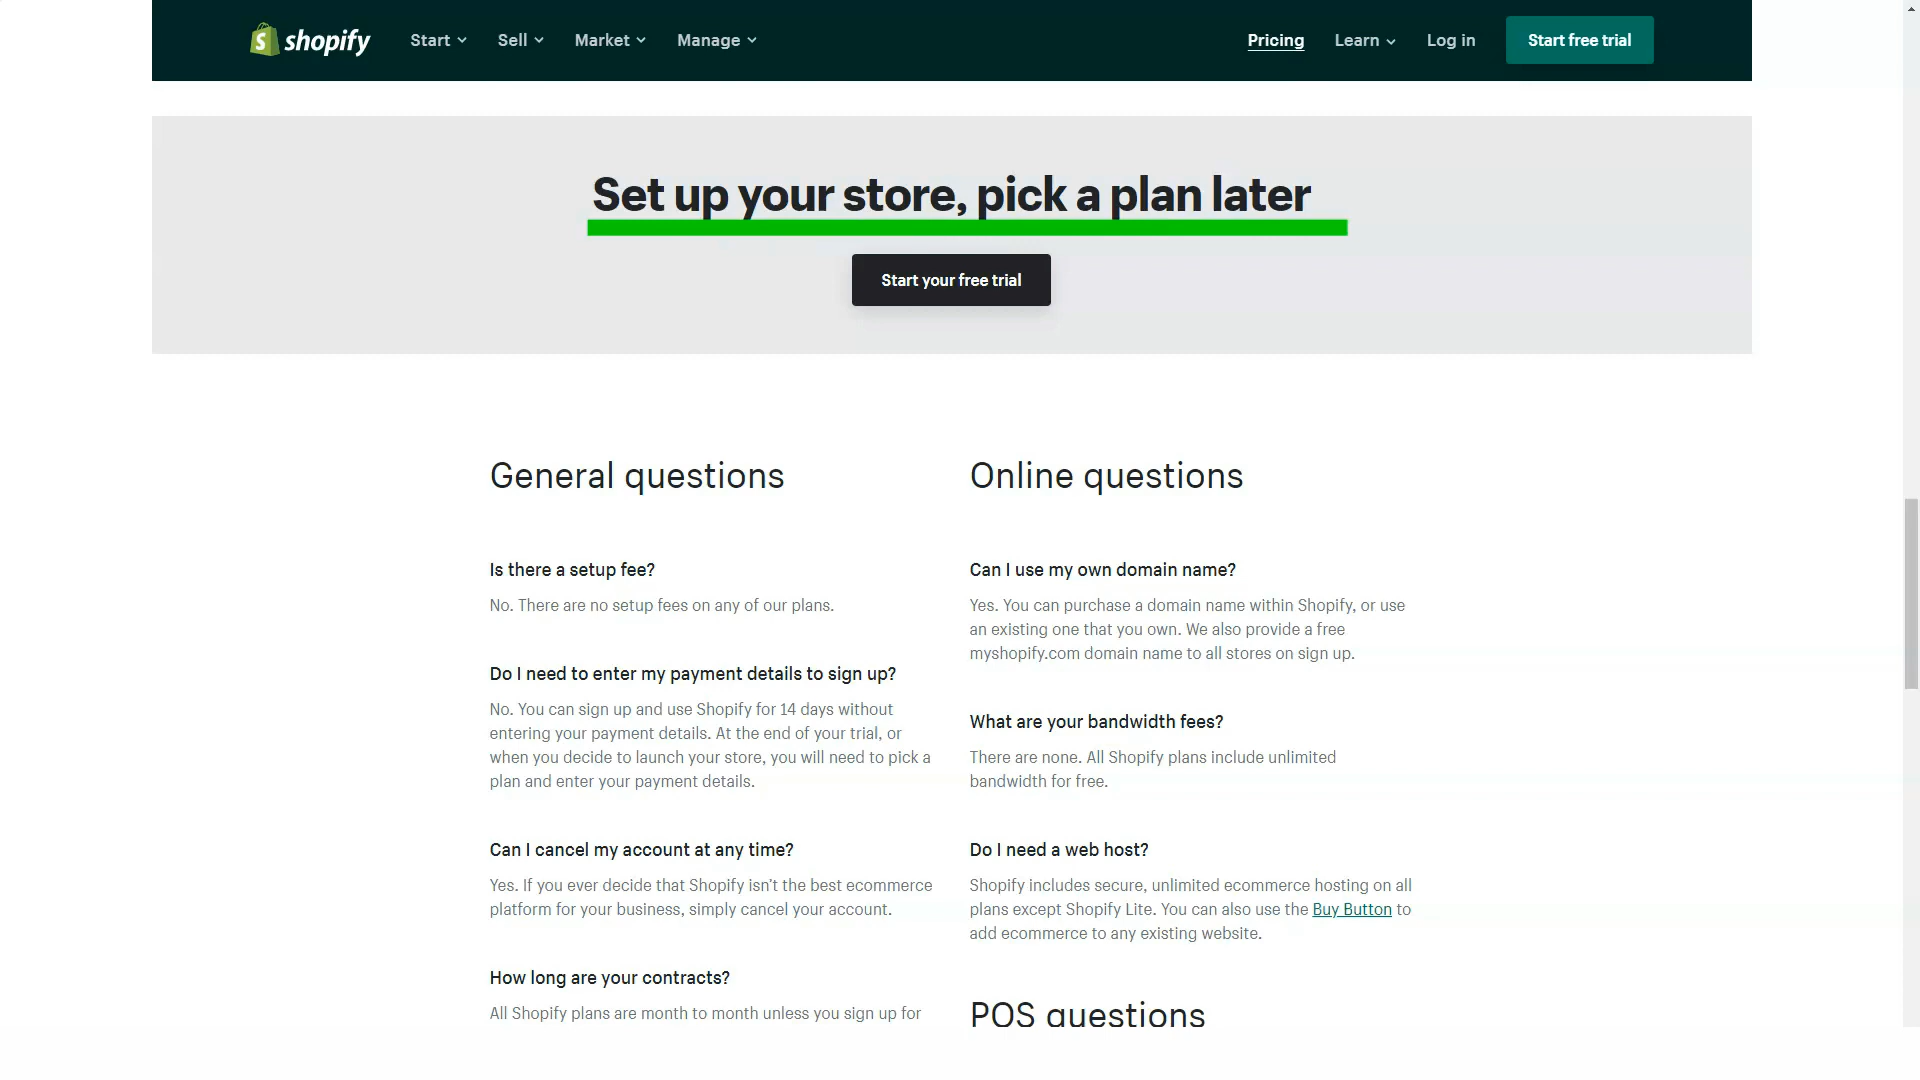 shopify Start Sell Market Manage Pricing Learn Log in Start free trial
Set up your store, pick a plan later
Start your free trial
General questions
Is there a setup fee?
No. There are no setup fees on any of our plans.
Do I need to enter my payment details to sign up?
No. You can sign up and use Shopify for 14 days without
entering your payment details. At the end of your trial, or
when you decide to launch your store, you will need to pick a
plan and enter your payment details.
Can I cancel my account at any time?
Yes. If you ever decide that Shopify isn’t the best ecommerce
platform for your business, simply cancel your account.
How long are your contracts?
All Shopify plans are month to month unless you sign up for
Online questions
Can I use my own domain name?
Yes. You can purchase a domain name within Shopify, or use
an existing one that you own. We also provide a free
myshopify.com domain name to all stores on sign up.
What are your bandwidth fees?
There are none. All Shopify plans include unlimited
bandwidth for free.
Do I need a web host?
Shopify includes secure, unlimited ecommerce hosting on all
plans except Shopify Lite. You can also use the Buy Button to
add ecommerce to any existing website.
POS questions